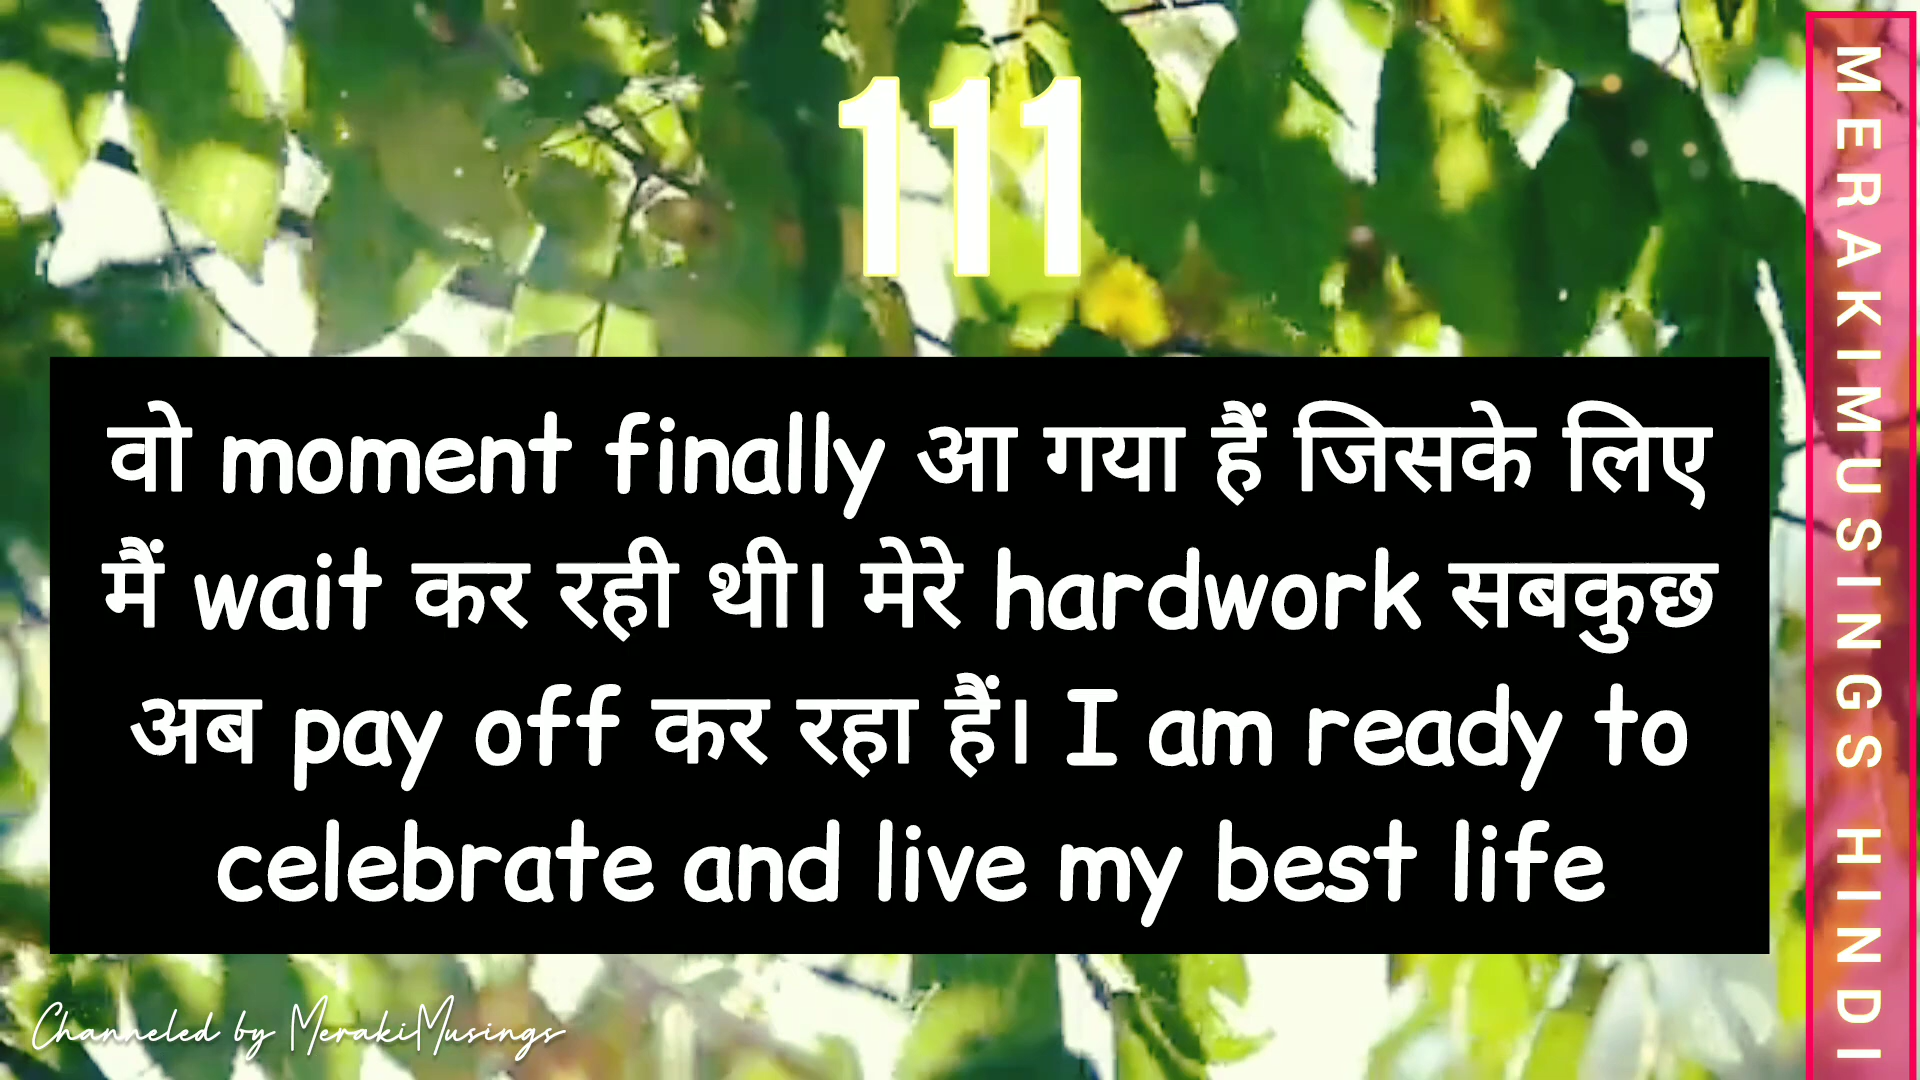 111
वो moment finally आ गया हैं जिसके लिए
मैं wait कर रही थी। मेरे hardwork सबकुछ
अब pay off कर रहा हैं। I am ready to
celebrate and live my best life
Channeled by MerakiMusings
MERAKIMUSINGS HINDI